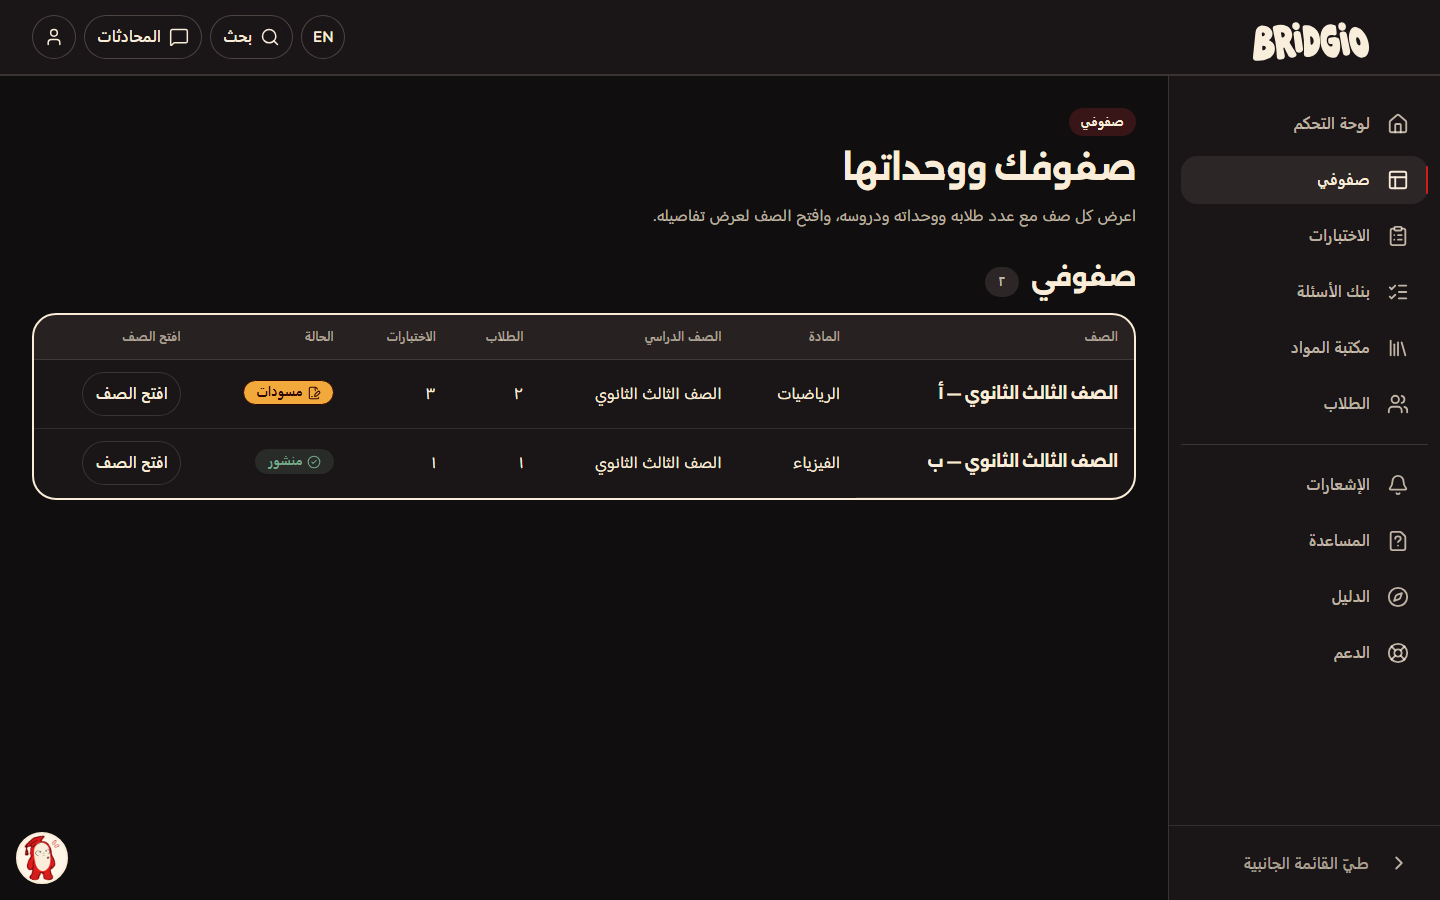 BRIDGIO
EN
بحث
المحادثات
لوحة التحكم
صفوفي
الاختبارات
بنك الأسئلة
مكتبة المواد
الطلاب
الإشعارات
المساعدة
الدليل
الدعم
طيّ القائمة الجانبية
صفوفي
صفوفك ووحداتها
اعرض كل صف مع عدد طلابه ووحداته ودروسه، وافتح الصف لعرض تفاصيله.
صفوفي ٢
الصف المادة الصف الدراسي الطلاب الاختبارات الحالة افتح الصف
الصف الثالث الثانوي — أ الرياضيات الصف الثالث الثانوي ٢ ٣ مسودات افتح الصف
الصف الثالث الثانوي — ب الفيزياء الصف الثالث الثانوي ١ ١ منشور افتح الصف